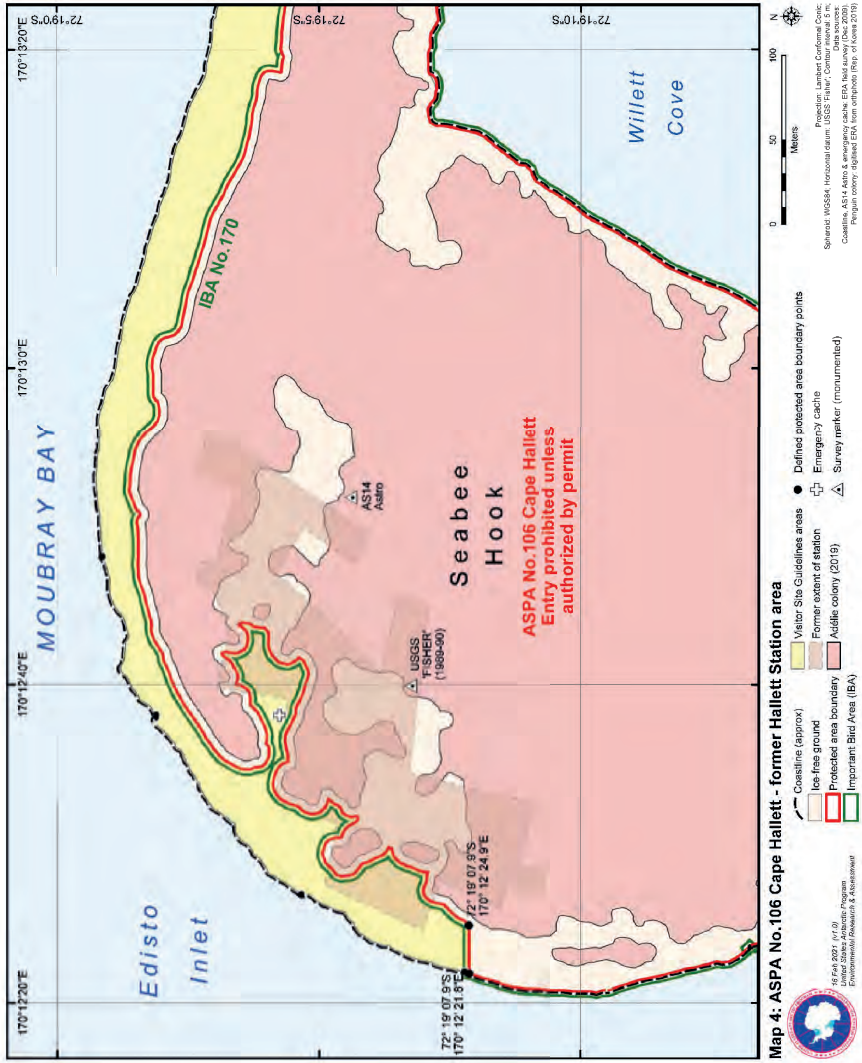 170°12'20"E
170°12'40"E
170°13'0"E
170°13'20"E
72°19'0"S
72°19'5"S
72°19'10"S
MOUBRAY BAY
Edisto
Inlet
Willett
Cove
IBA No.170
AS14
Astro
USGS
'FISHER'
(1989-90)
Seabee
Hook
ASPA No.106 Cape Hallett
Entry prohibited unless
authorized by permit
72° 19' 07.9"S
170° 12' 21.8"E
72° 19' 07.9"S
170° 12' 24.9"E
Map 4: ASPA No.106 Cape Hallett - former Hallett Station area
16 Feb 2021 (v1.0)
United States Antarctic Program
Environmental Research & Assessment
Coastline (approx)
Ice-free ground
Protected area boundary
Important Bird Area (IBA)
Visitor Site Guidelines areas
Former extent of station
Adélie colony (2019)
Defined protected area boundary points
Emergency cache
Survey marker (monumented)
0 50 100
Meters
N
Projection: Lambert Conformal Conic;
Spheroid: WGS84; Horizontal datum: USGS 'Fisher'; Contour interval: 5 m;
Data sources:
Coastline, AS14 Astro & emergency cache: ERA field survey (Dec 2009).
Penguin colony: digitised ERA from orthphoto (Rep. of Korea 2019)